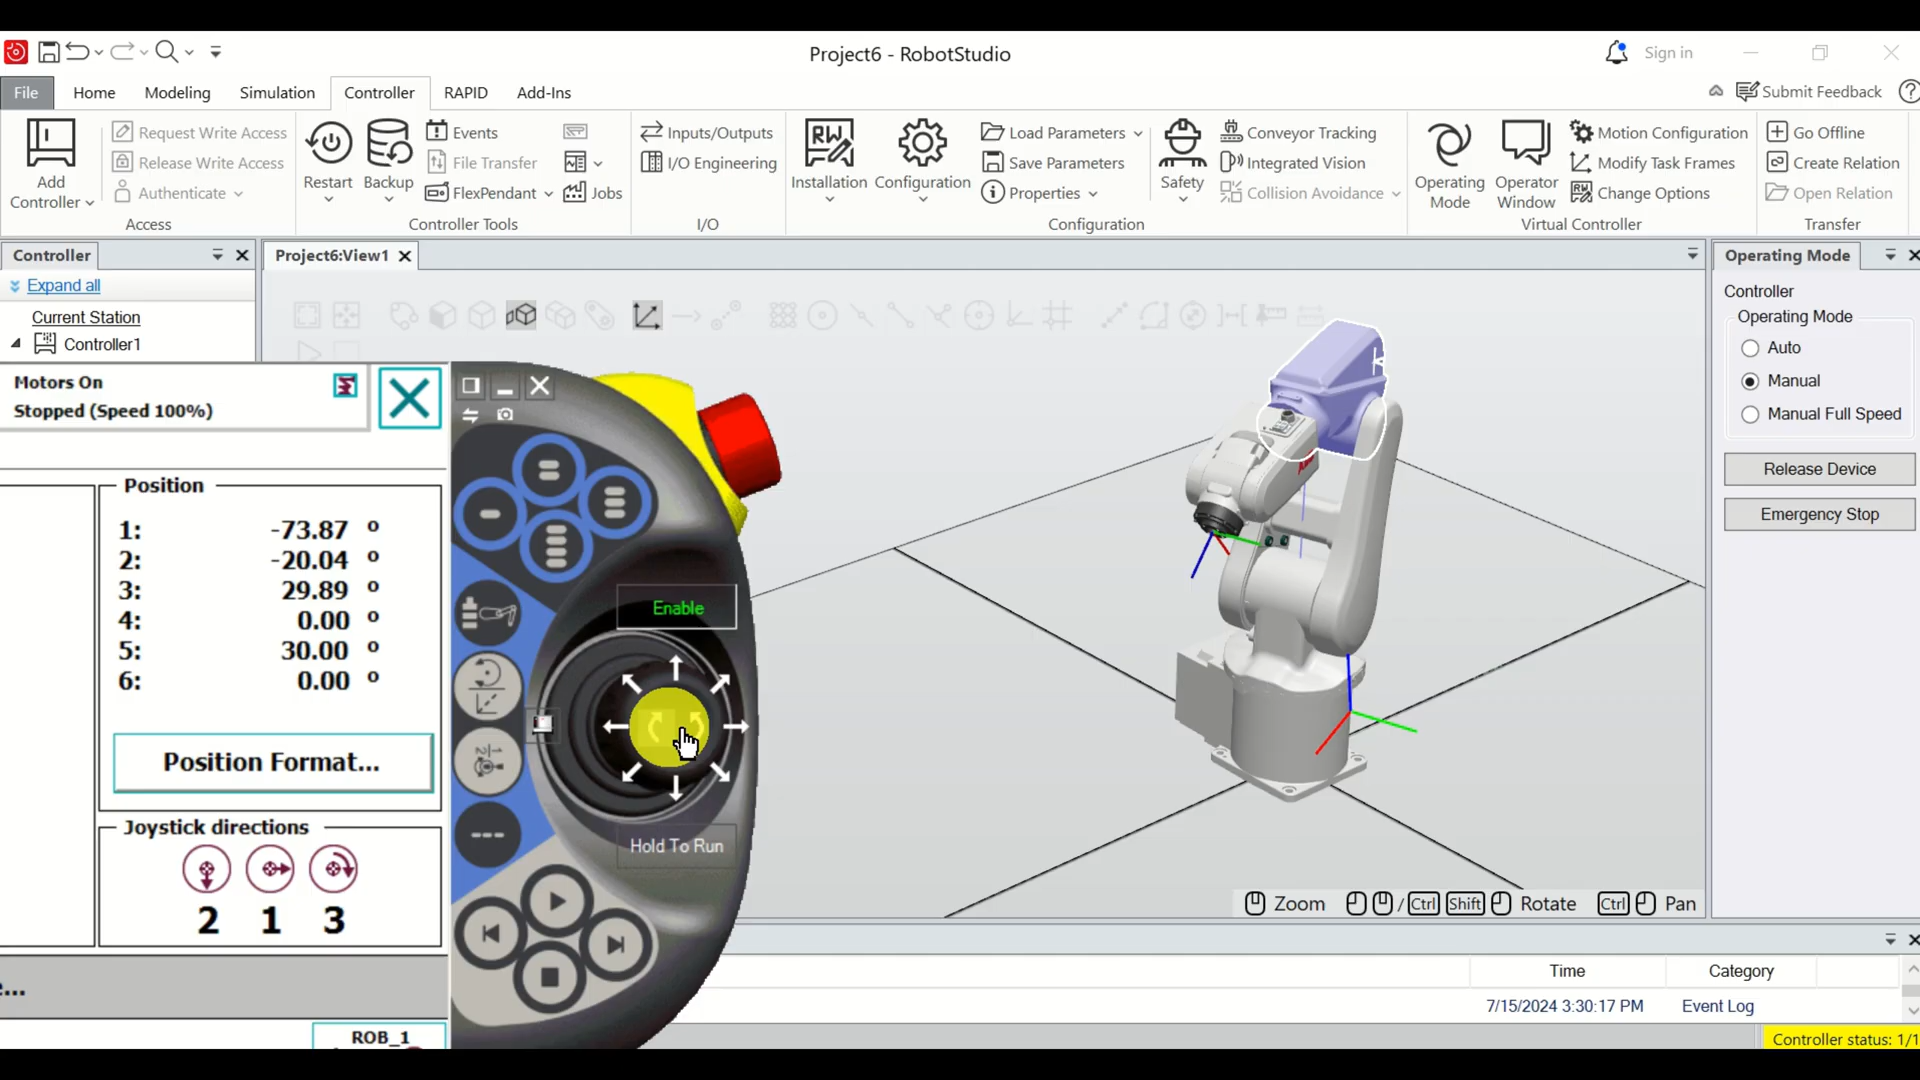 Project6 - RobotStudio
Sign in
File Home Modeling Simulation Controller RAPID Add-Ins
Submit Feedback
Add Controller
Request Write Access
Release Write Access
Authenticate
Access
Restart
Backup
Events
File Transfer
FlexPendant
Jobs
Controller Tools
Inputs/Outputs
I/O Engineering
I/O
Installation
Configuration
Load Parameters
Save Parameters
Properties
Safety
Conveyor Tracking
Integrated Vision
Collision Avoidance
Configuration
Operating Mode
Operator Window
Motion Configuration
Modify Task Frames
Change Options
Virtual Controller
Go Offline
Create Relation
Open Relation
Transfer
Controller
Expand all
Current Station
Controller1
Project6:View1
Motors On
Stopped (Speed 100%)
Position
1: -73.87 º
2: -20.04 º
3: 29.89 º
4: 0.00 º
5: 30.00 º
6: 0.00 º
Position Format...
Joystick directions
2 1 3
ROB_1
Enable
Hold To Run
Zoom / Ctrl Shift Rotate Ctrl Pan
Operating Mode
Controller
Operating Mode
Auto
Manual
Manual Full Speed
Release Device
Emergency Stop
Time Category
7/15/2024 3:30:17 PM Event Log
Controller status: 1/1